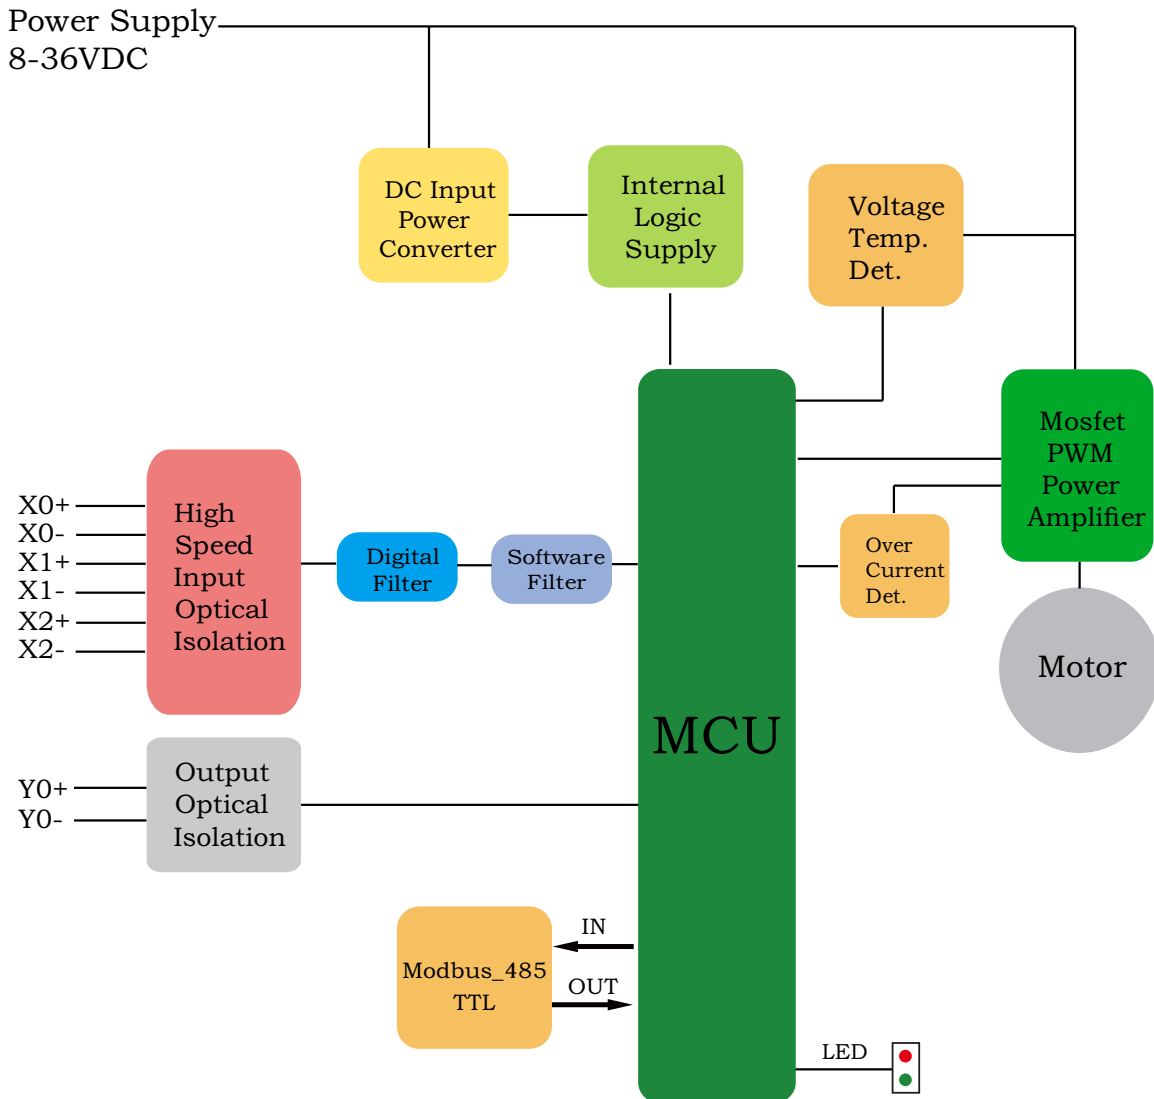 Power Supply
8-36VDC
DC Input
Power
Converter
Internal
Logic
Supply
Voltage
Temp.
Det.
Mosfet
PWM
Power
Amplifier
Over
Current
Det.
Motor
X0+
X0-
X1+
X1-
X2+
X2-
High
Speed
Input
Optical
Isolation
Digital
Filter
Software
Filter
MCU
Y0+
Y0-
Output
Optical
Isolation
Modbus_485
TTL
IN
OUT
LED